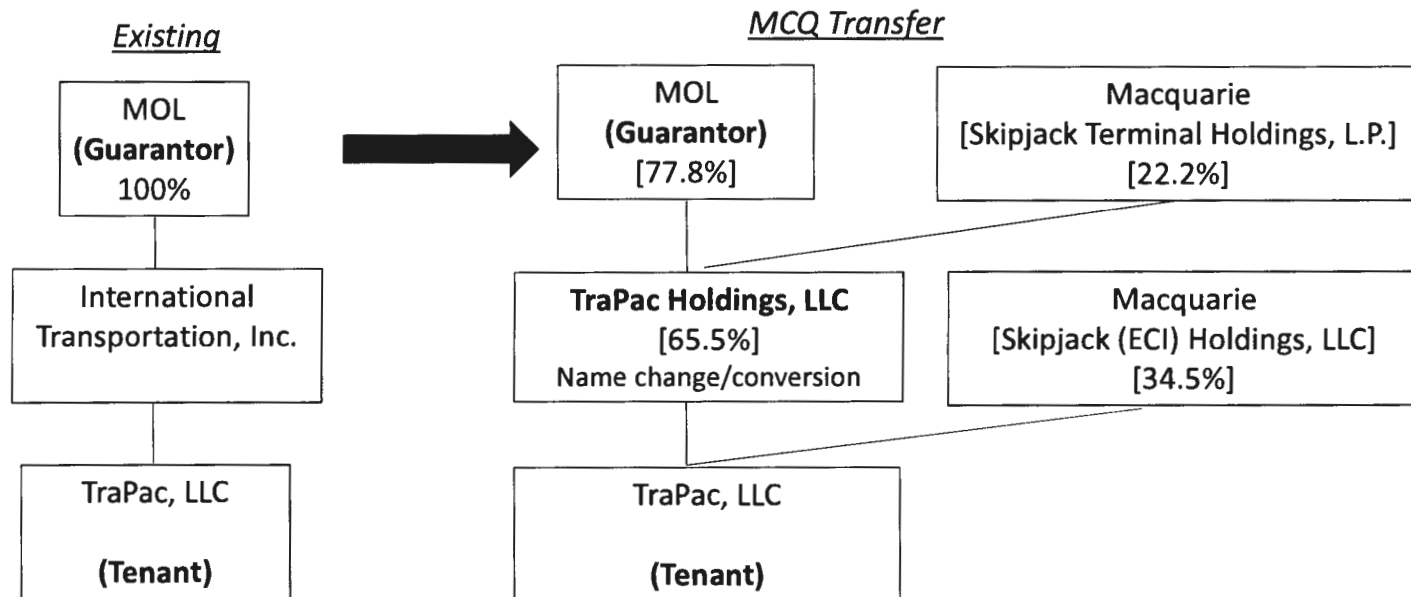 Existing
MCQ Transfer
MOL
(Guarantor)
100%
International
Transportation, Inc.
TraPac, LLC
(Tenant)
MOL
(Guarantor)
[77.8%]
Macquarie
[Skipjack Terminal Holdings, L.P.]
[22.2%]
TraPac Holdings, LLC
[65.5%]
Name change/conversion
Macquarie
[Skipjack (ECI) Holdings, LLC]
[34.5%]
TraPac, LLC
(Tenant)